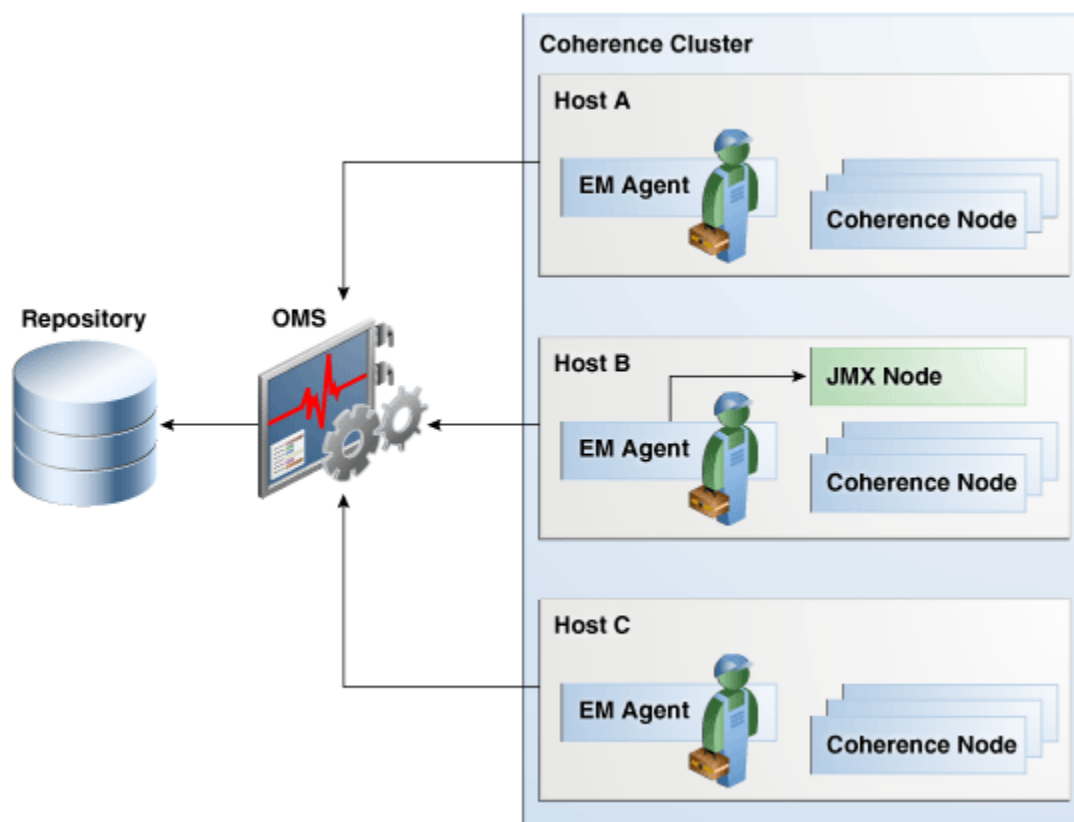 Coherence Cluster
Host A
EM Agent
Coherence Node
Repository
OMS
Host B
JMX Node
EM Agent
Coherence Node
Host C
EM Agent
Coherence Node